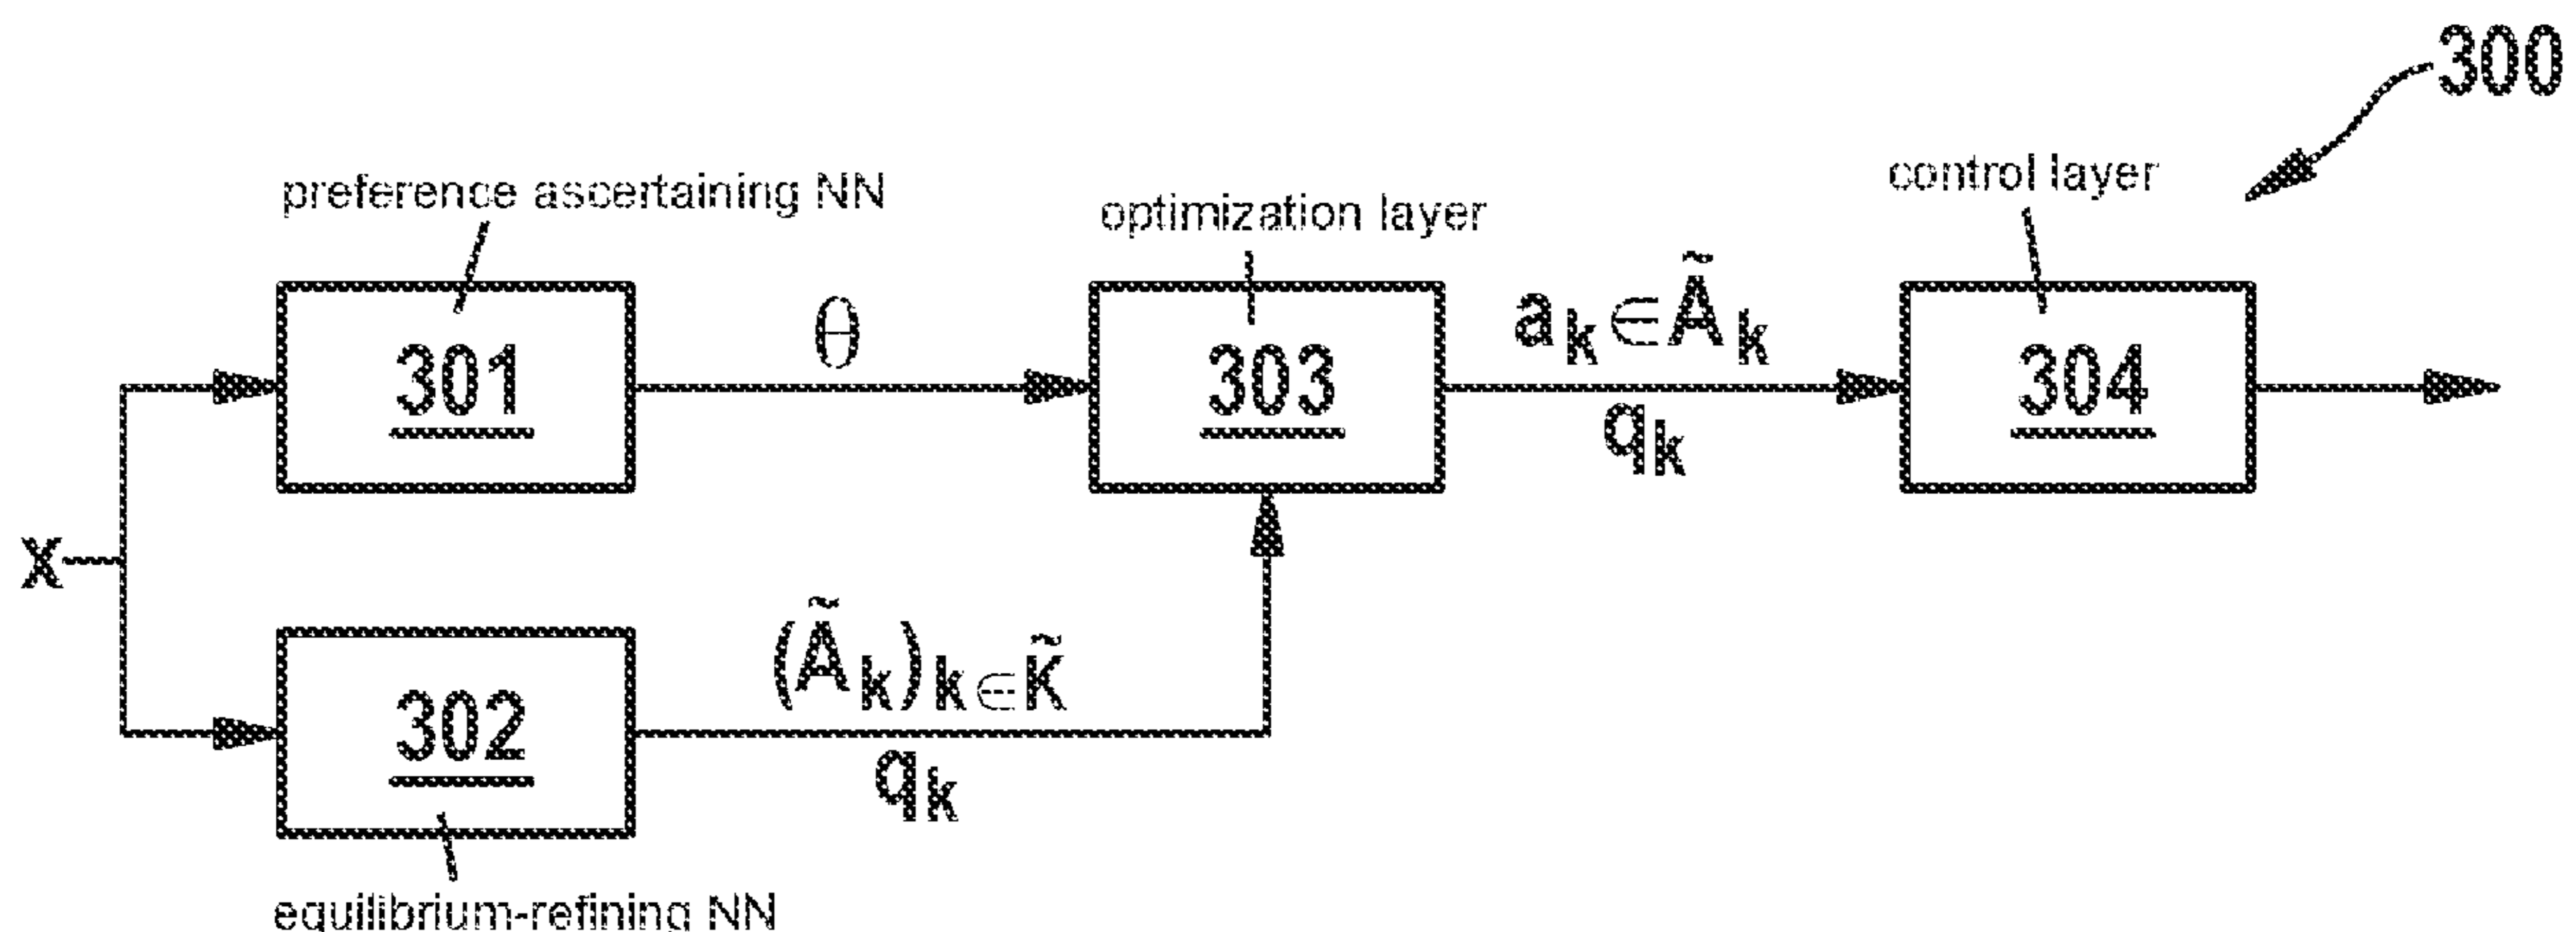 300
preference ascertaining NN
optimization layer
control layer
301
θ
303
a_k ∈ Ã_k
q_k
304
x
302
(Ã_k)_{k∈K̃}
q_k
equilibrium-refining NN